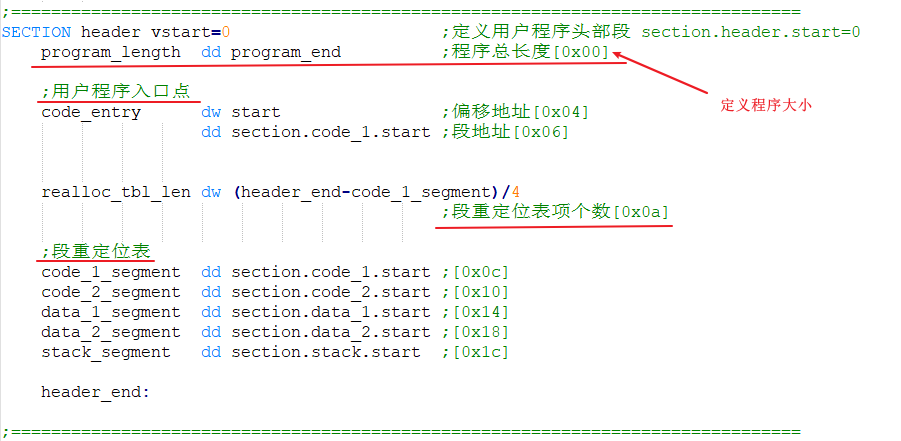 ;===============================================================================
SECTION header vstart=0                     ;定义用户程序头部段 section.header.start=0
    program_length  dd program_end          ;程序总长度[0x00]
    ;用户程序入口点
    code_entry      dw start                ;偏移地址[0x04]
                    dd section.code_1.start ;段地址[0x06]
定义程序大小
    realloc_tbl_len dw (header_end-code_1_segment)/4
                                            ;段重定位表项个数[0x0a]
    ;段重定位表
    code_1_segment  dd section.code_1.start ;[0x0c]
    code_2_segment  dd section.code_2.start ;[0x10]
    data_1_segment  dd section.data_1.start ;[0x14]
    data_2_segment  dd section.data_2.start ;[0x18]
    stack_segment   dd section.stack.start  ;[0x1c]
    header_end:
;===============================================================================